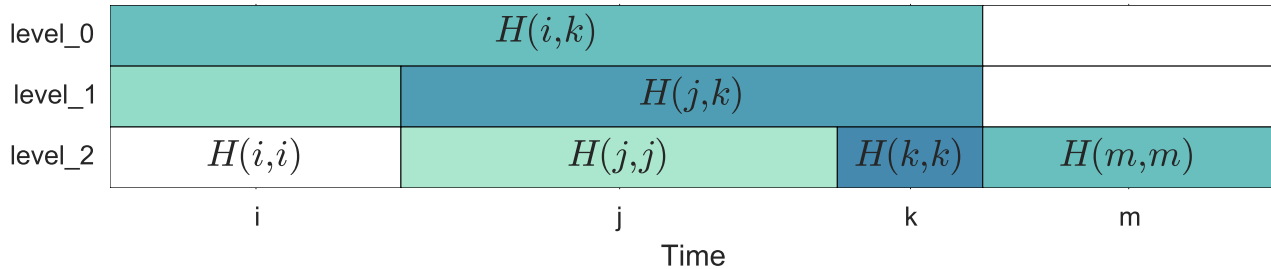 level_0 H(i,k)
level_1 H(j,k)
level_2 H(i,i) H(j,j) H(k,k) H(m,m)
i j k m
Time